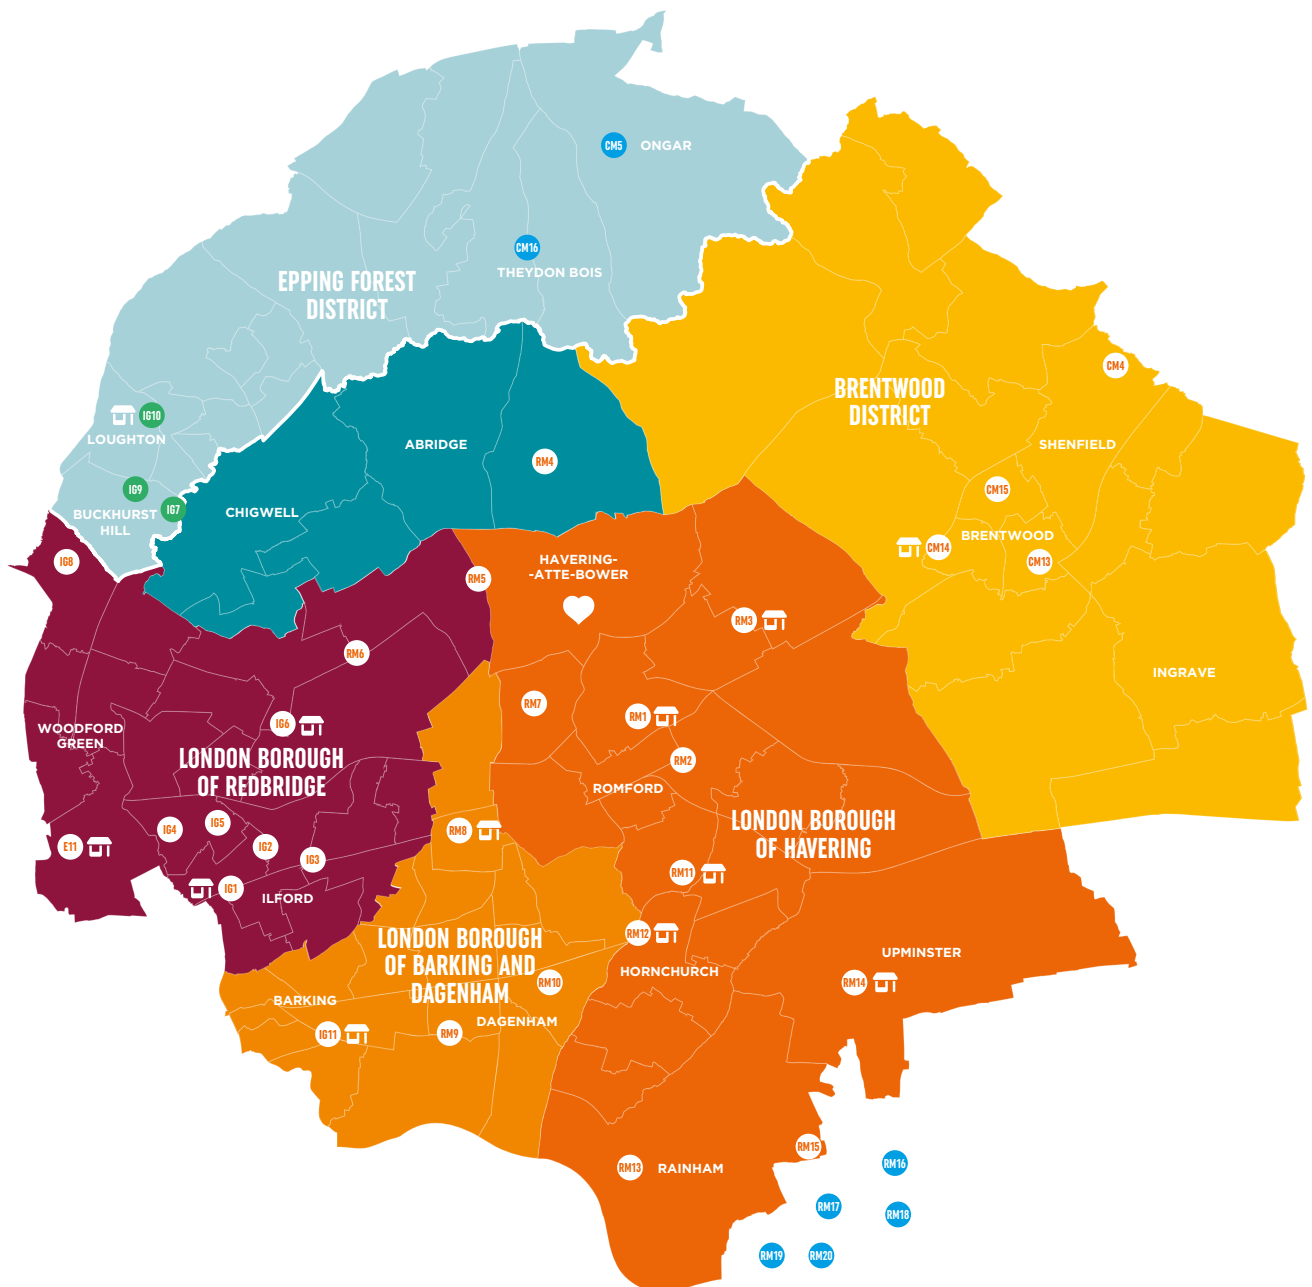 CM5
ONGAR
CM16
THEYDON BOIS
EPPING FOREST
DISTRICT
CM4
BRENTWOOD
DISTRICT
IG10
LOUGHTON
ABRIDGE
SHENFIELD
RM4
IG9
IG7
BUCKHURST
HILL
CHIGWELL
CM15
BRENTWOOD
CM14
CM13
IG8
HAVERING-
-ATTE-BOWER
RM5
RM3
RM6
INGRAVE
RM7
RM1
IG6
WOODFORD
GREEN
LONDON BOROUGH
OF REDBRIDGE
RM2
ROMFORD
LONDON BOROUGH
OF HAVERING
IG4
IG5
RM8
E11
IG2
IG3
RM11
IG1
ILFORD
RM12
LONDON BOROUGH
OF BARKING AND
DAGENHAM
UPMINSTER
HORNCHURCH
RM10
RM14
BARKING
DAGENHAM
IG11
RM9
RM15
RM16
RM13
RAINHAM
RM17
RM18
RM19
RM20